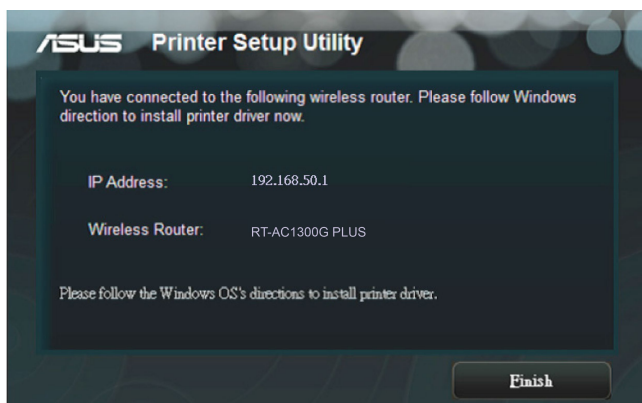 ASUS Printer Setup Utility
You have connected to the following wireless router. Please follow Windows
direction to install printer driver now.
IP Address: 192.168.50.1
Wireless Router: RT-AC1300G PLUS
Please follow the Windows OS's directions to install printer driver.
Finish